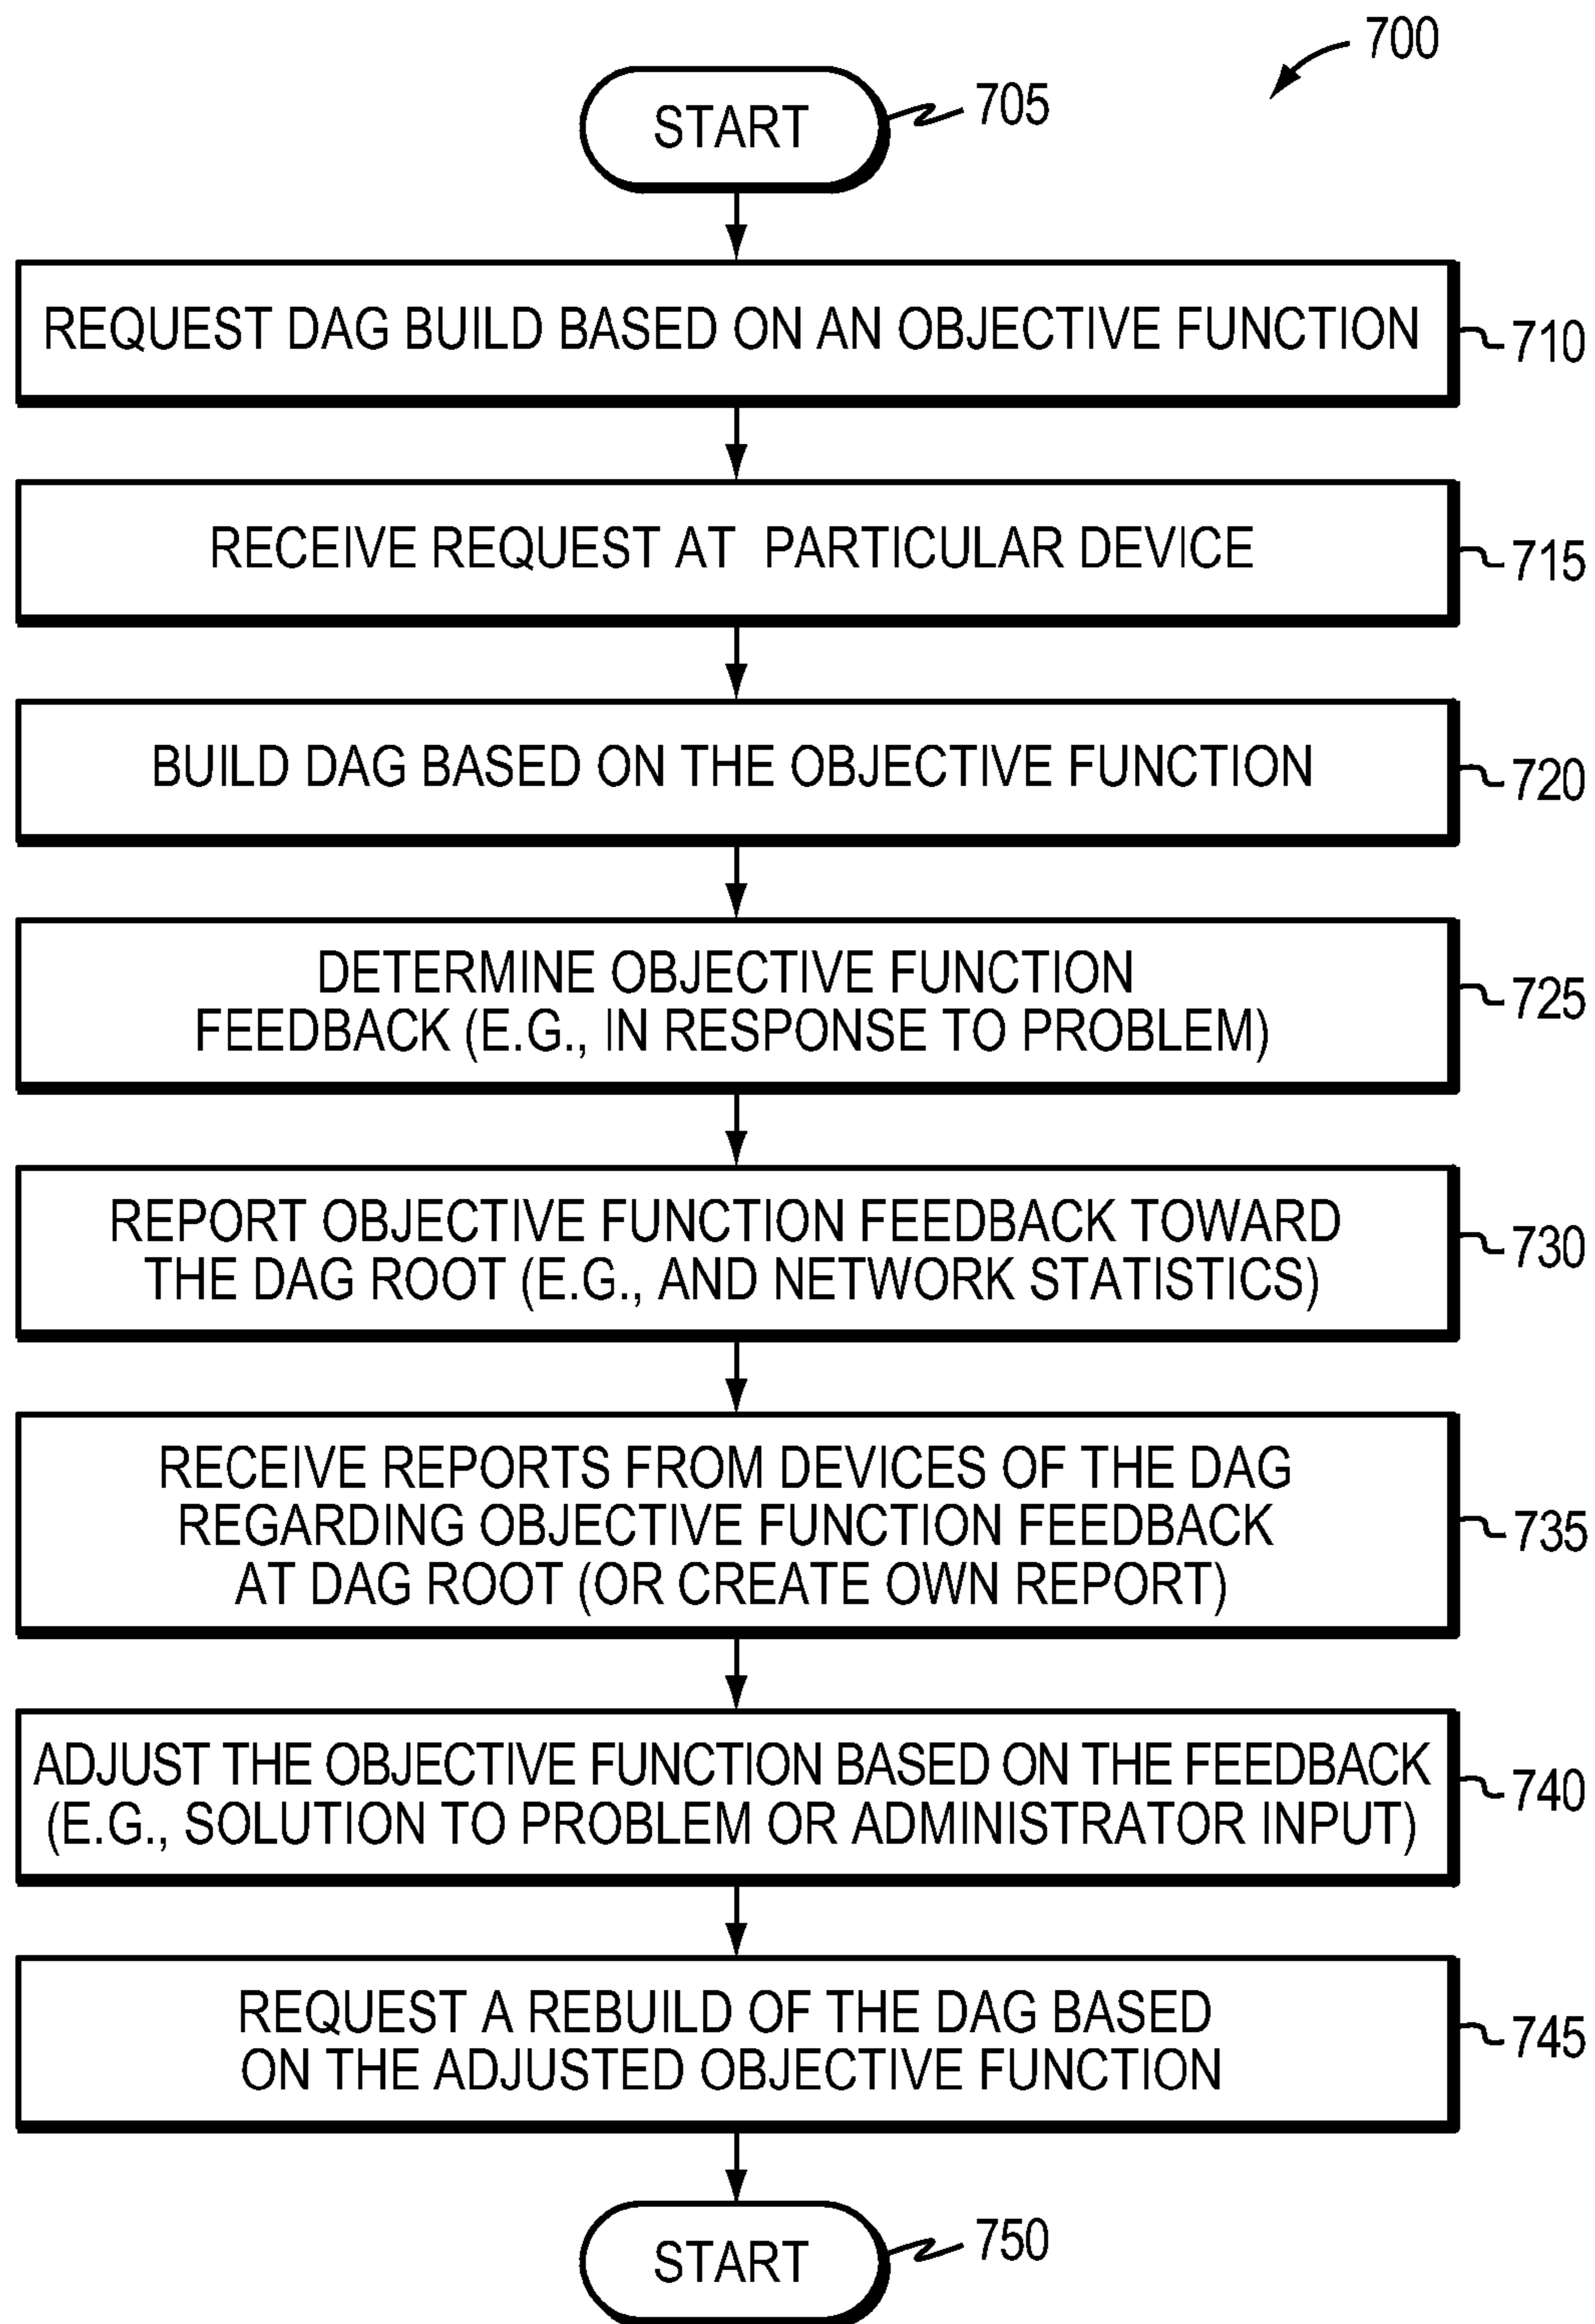 700
START
705
REQUEST DAG BUILD BASED ON AN OBJECTIVE FUNCTION
710
RECEIVE REQUEST AT PARTICULAR DEVICE
715
BUILD DAG BASED ON THE OBJECTIVE FUNCTION
720
DETERMINE OBJECTIVE FUNCTION
FEEDBACK (E.G., IN RESPONSE TO PROBLEM)
725
REPORT OBJECTIVE FUNCTION FEEDBACK TOWARD
THE DAG ROOT (E.G., AND NETWORK STATISTICS)
730
RECEIVE REPORTS FROM DEVICES OF THE DAG
REGARDING OBJECTIVE FUNCTION FEEDBACK
AT DAG ROOT (OR CREATE OWN REPORT)
735
ADJUST THE OBJECTIVE FUNCTION BASED ON THE FEEDBACK
(E.G., SOLUTION TO PROBLEM OR ADMINISTRATOR INPUT)
740
REQUEST A REBUILD OF THE DAG BASED
ON THE ADJUSTED OBJECTIVE FUNCTION
745
START
750